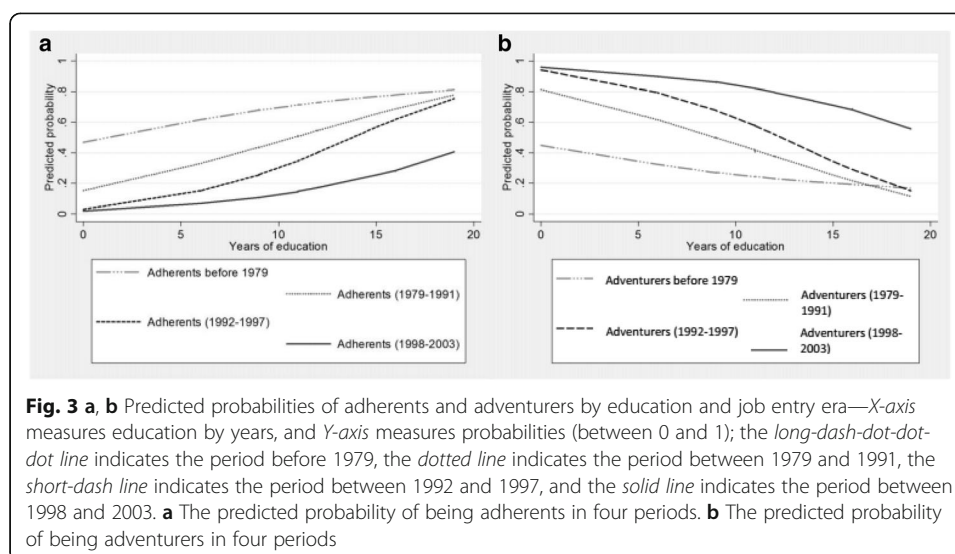 a
b
Predicted probability
0 .2 .4 .6 .8 1
0 5 10 15 20
Years of education
Adherents before 1979
Adherents (1979-1991)
Adherents (1992-1997)
Adherents (1998-2003)
Predicted probability
0 .2 .4 .6 .8 1
0 5 10 15 20
Years of education
Adventurers before 1979
Adventurers (1979-
1991)
Adventurers (1992-1997)
Adventurers (1998-
2003)
Fig. 3 a, b Predicted probabilities of adherents and adventurers by education and job entry era—X-axis
measures education by years, and Y-axis measures probabilities (between 0 and 1); the long-dash-dot-dot-
dot line indicates the period before 1979, the dotted line indicates the period between 1979 and 1991, the
short-dash line indicates the period between 1992 and 1997, and the solid line indicates the period between
1998 and 2003. a The predicted probability of being adherents in four periods. b The predicted probability
of being adventurers in four periods